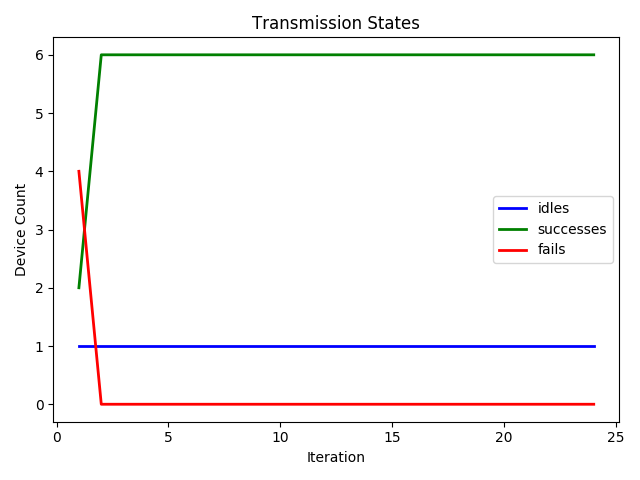 Transmission States
6
5
4
3
2
1
0
Device Count
idles
successes
fails
0 5 10 15 20 25
Iteration